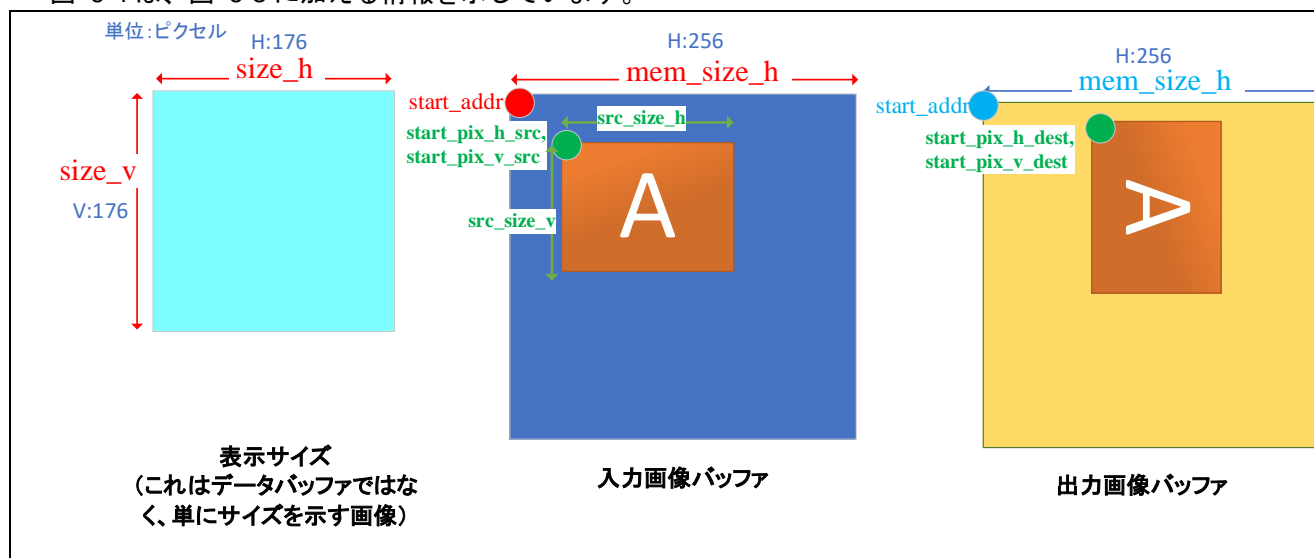 単位:ピクセル
H:176
size_h
size_v
V:176
表示サイズ
(これはデータバッファではな
く、単にサイズを示す画像)
H:256
mem_size_h
start_addr
start_pix_h_src,
start_pix_v_src
src_size_h
src_size_v
A
入力画像バッファ
H:256
mem_size_h
start_addr
start_pix_h_dest,
start_pix_v_dest
A
出力画像バッファ